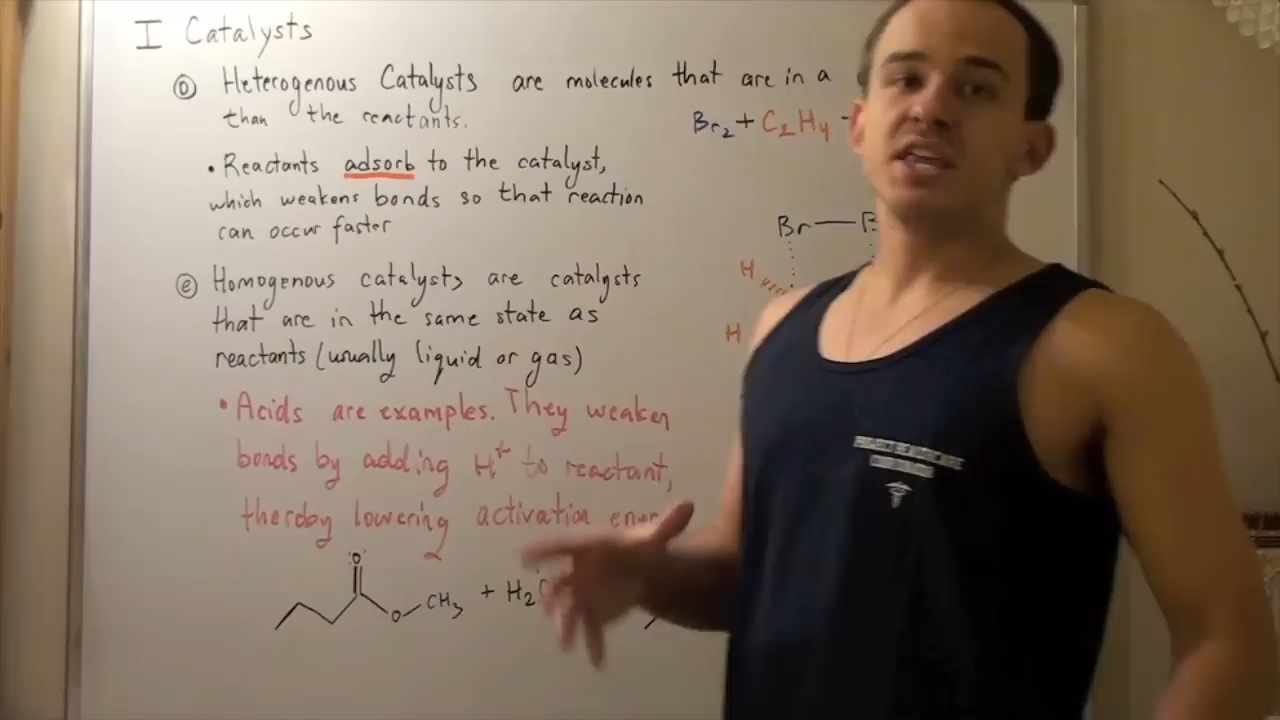 I Catalysts
Heterogenous Catalysts are molecules that are in a
than the reactants.
Br2 + C2H4
• Reactants adsorb to the catalyst,
which weakens bonds so that reaction
can occur faster
Br — B
H
H
Homogenous catalysts are catalysts
that are in the same state as
reactants (usually liquid or gas)
• Acids are examples. They weaken
bonds by adding H+ to reactant,
thereby lowering activation ener
O
O CH3 + H2